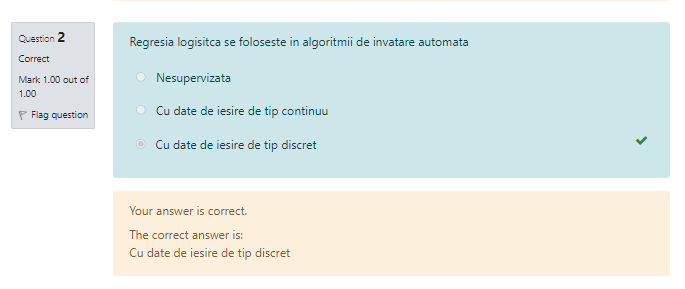 Question 2
Correct
Mark 1.00 out of
1.00
Flag question
Regresia logisitca se foloseste in algoritmii de invatare automata
Nesupervizata
Cu date de iesire de tip continuu
Cu date de iesire de tip discret
Your answer is correct.
The correct answer is:
Cu date de iesire de tip discret